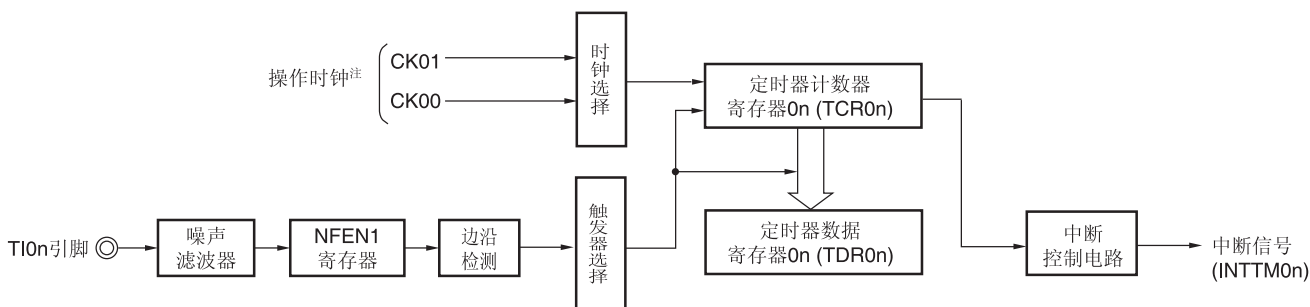 操作时钟注
CK01
CK00
时钟选择
定时器计数器
寄存器0n (TCR0n)
TI0n引脚
噪声
滤波器
NFEN1
寄存器
边沿
检测
触发器选择
定时器数据
寄存器0n (TDR0n)
中断
控制电路
中断信号
(INTTM0n)